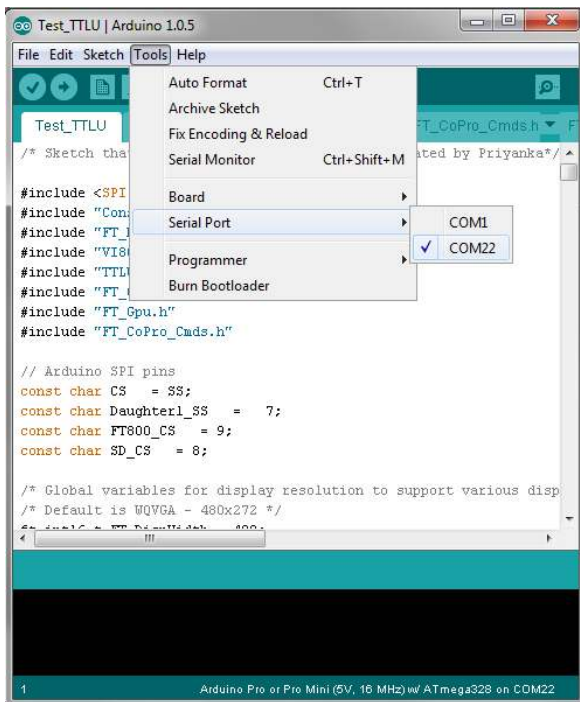 Test_TTLU | Arduino 1.0.5
File Edit Sketch Tools Help
Auto Format Ctrl+T
Archive Sketch
Fix Encoding & Reload
Serial Monitor Ctrl+Shift+M
Board
Serial Port
COM1
COM22
Programmer
Burn Bootloader
Test_TTLU FT_CoPro_Cmds.h F
/* Sketch tha ated by Priyanka*/
#include <SPI
#include "Con
#include "FT_
#include "VI8
#include "TTL
#include "FT_
#include "FT_Gpu.h"
#include "FT_CoPro_Cmds.h"
// Arduino SPI pins
const char CS = SS;
const char Daughter1_SS = 7;
const char FT800_CS = 9;
const char SD_CS = 8;
/* Global variables for display resolution to support various disp
/* Default is WQVGA - 480x272 */
1 Arduino Pro or Pro Mini (5V, 16 MHz) w/ ATmega328 on COM22